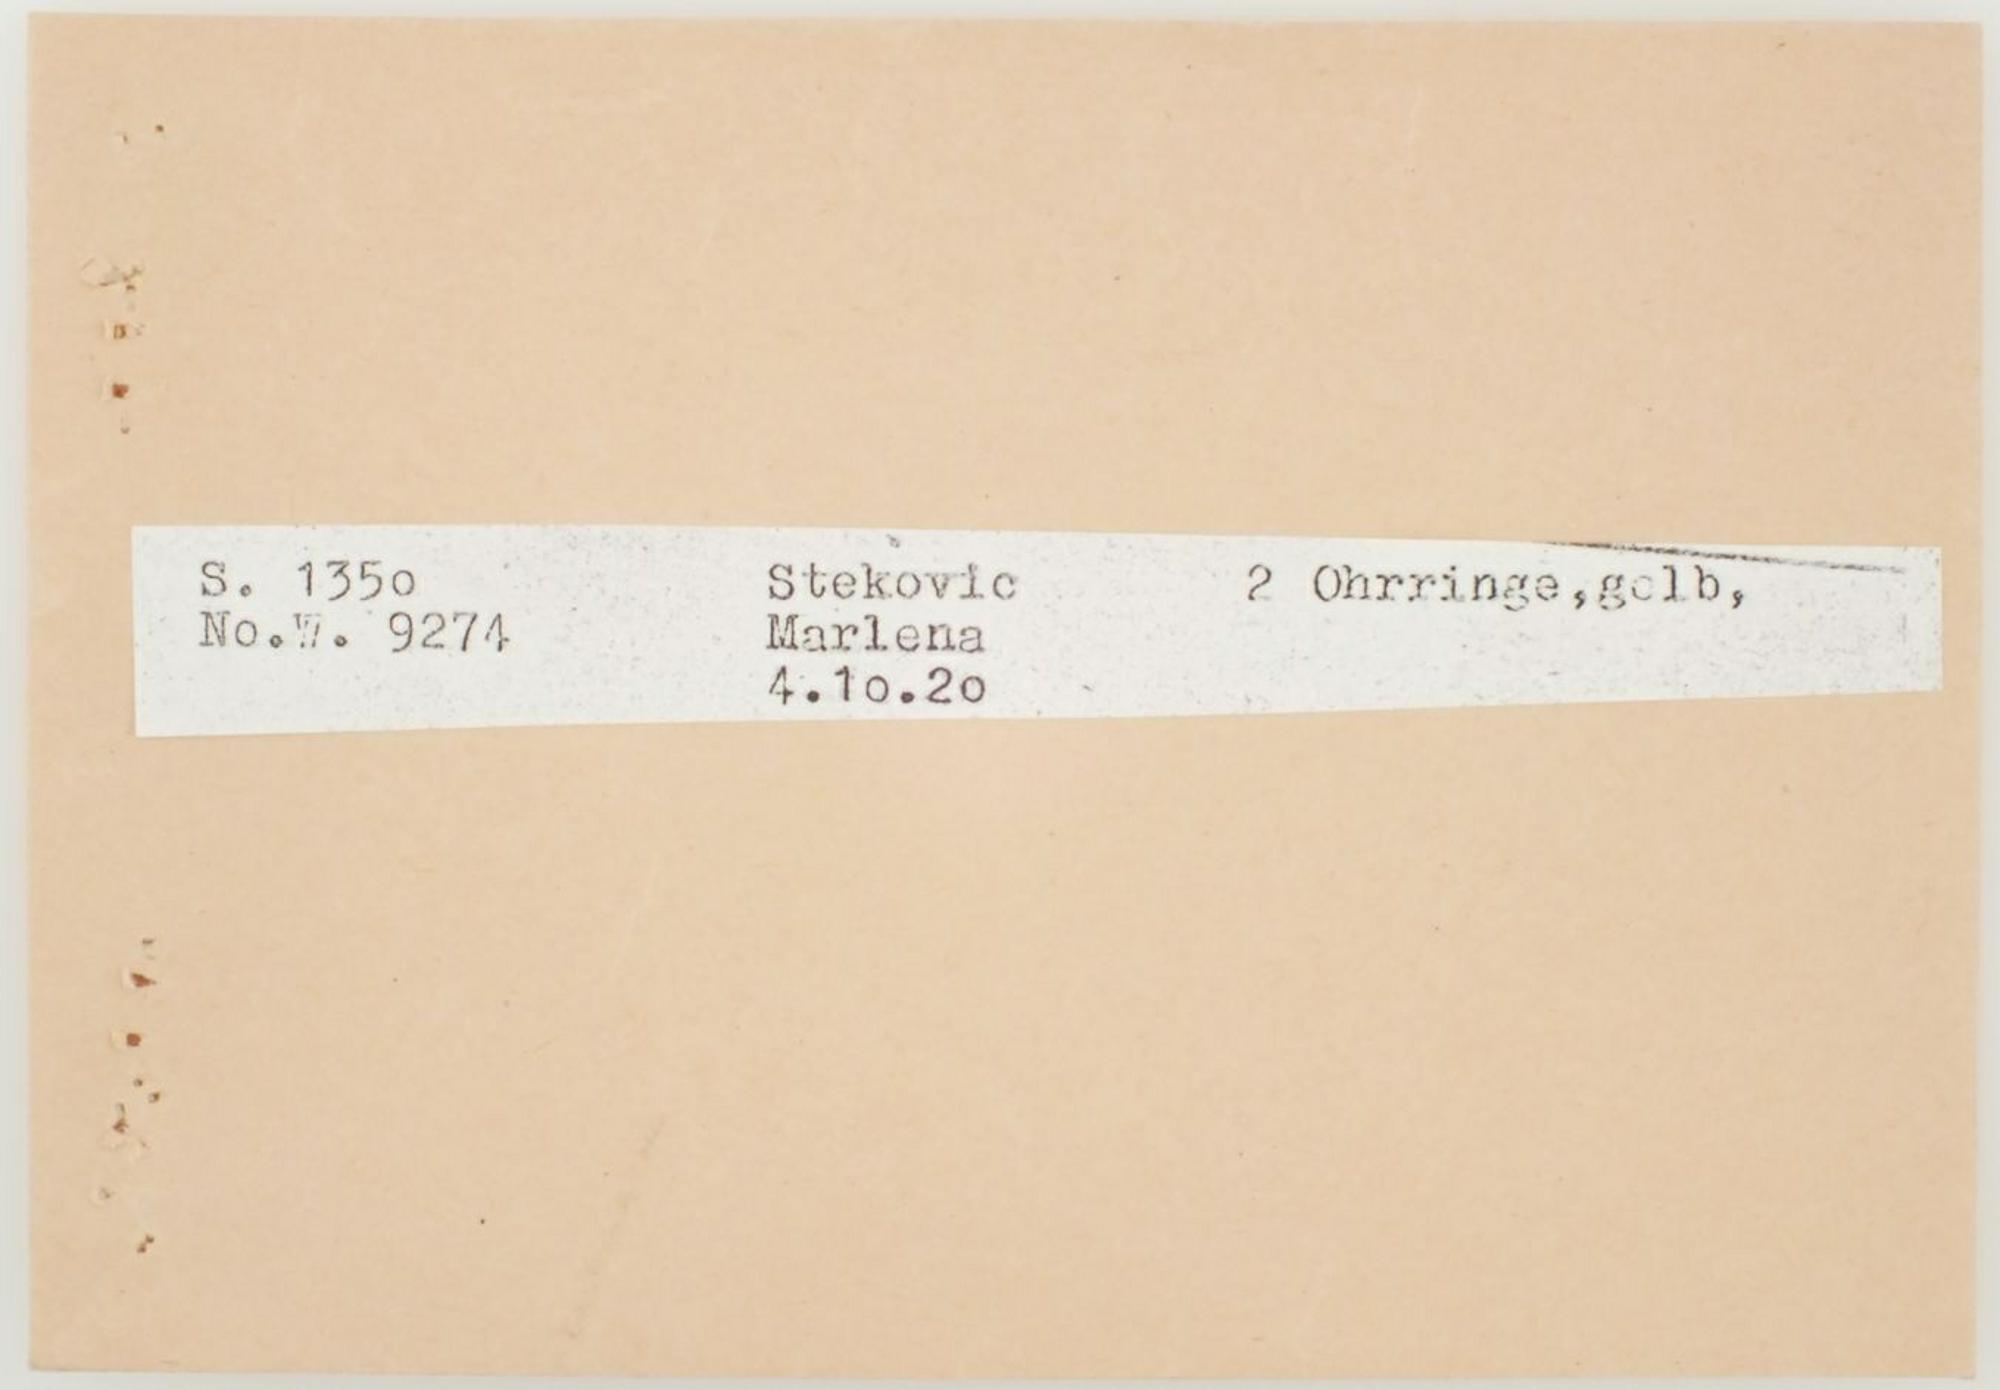 S. 135o Stekovic 2 Ohrringe,gelb,
No.W. 9274 Marlena
4.1o.2o